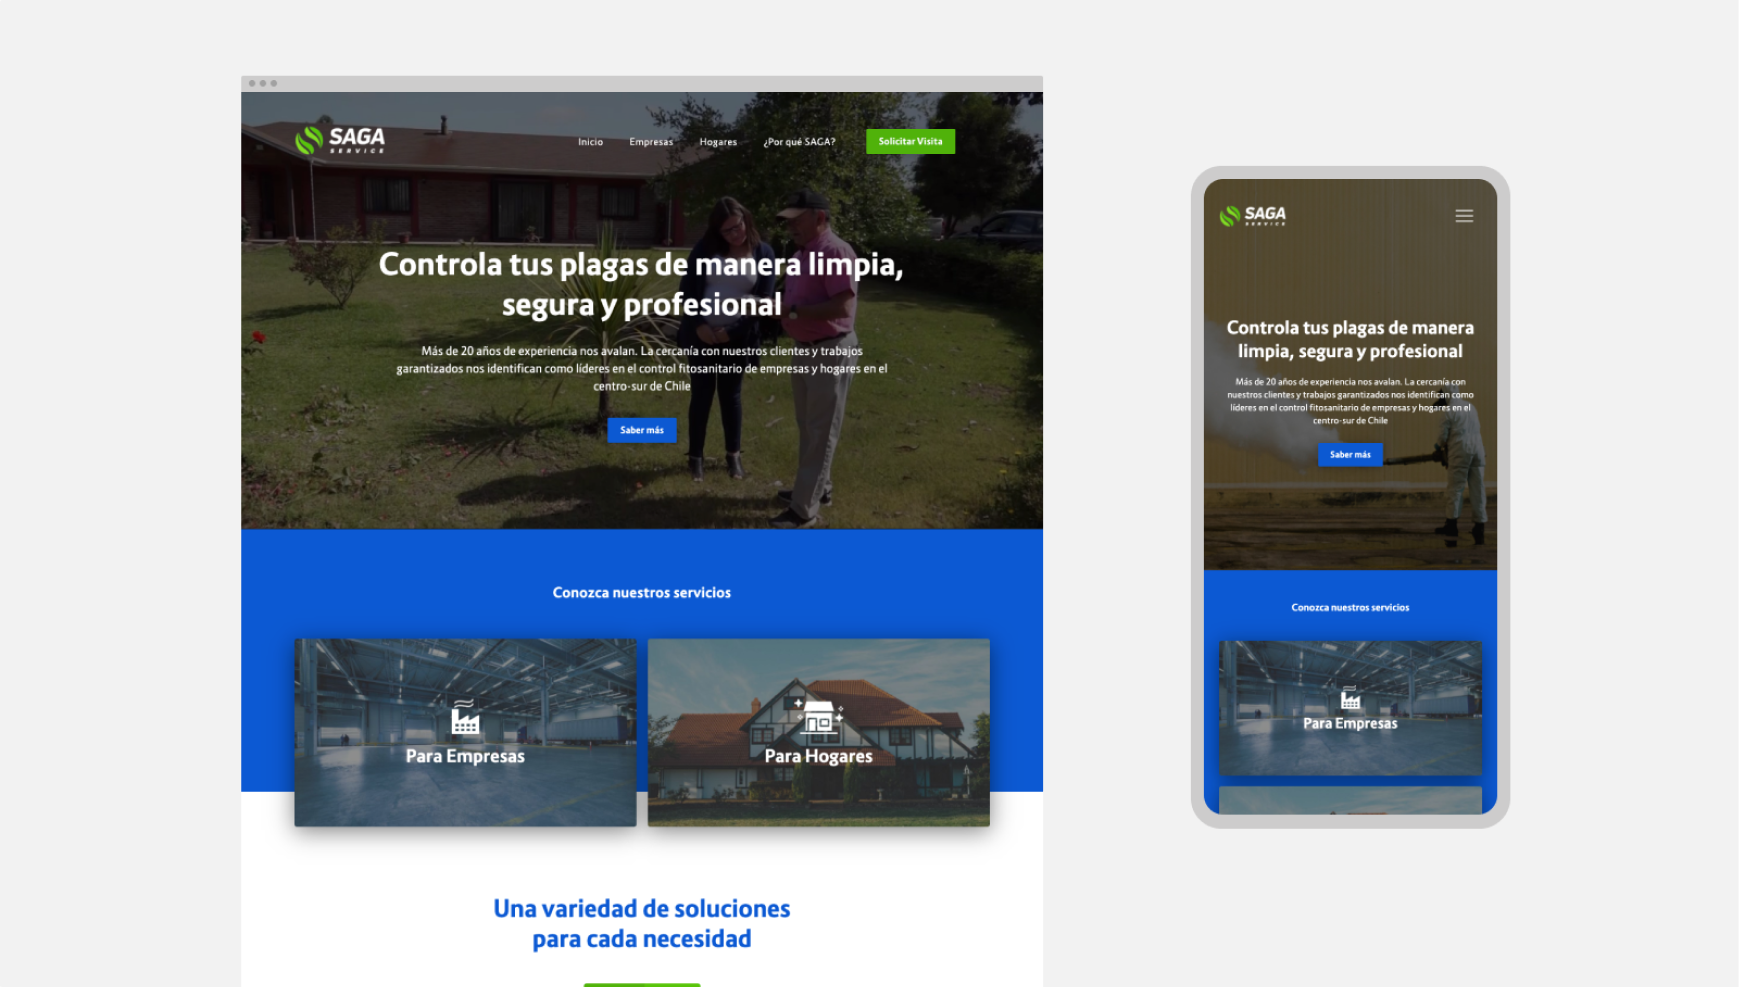 SAGA
SERVICE
Inicio
Empresas
Hogares
¿Por qué SAGA?
Solicitar Visita
Controla tus plagas de manera limpia,
segura y profesional
Más de 20 años de experiencia nos avalan. La cercanía con nuestros clientes y trabajos
garantizados nos identifican como líderes en el control fitosanitario de empresas y hogares en el
centro-sur de Chile
Saber más
Conozca nuestros servicios
Para Empresas
Para Hogares
Una variedad de soluciones
para cada necesidad
SAGA
SERVICE
Controla tus plagas de manera
limpia, segura y profesional
Más de 20 años de experiencia nos avalan. La cercanía con
nuestros clientes y trabajos garantizados nos identifican como
líderes en el control fitosanitario de empresas y hogares en el
centro-sur de Chile
Saber más
Conozca nuestros servicios
Para Empresas